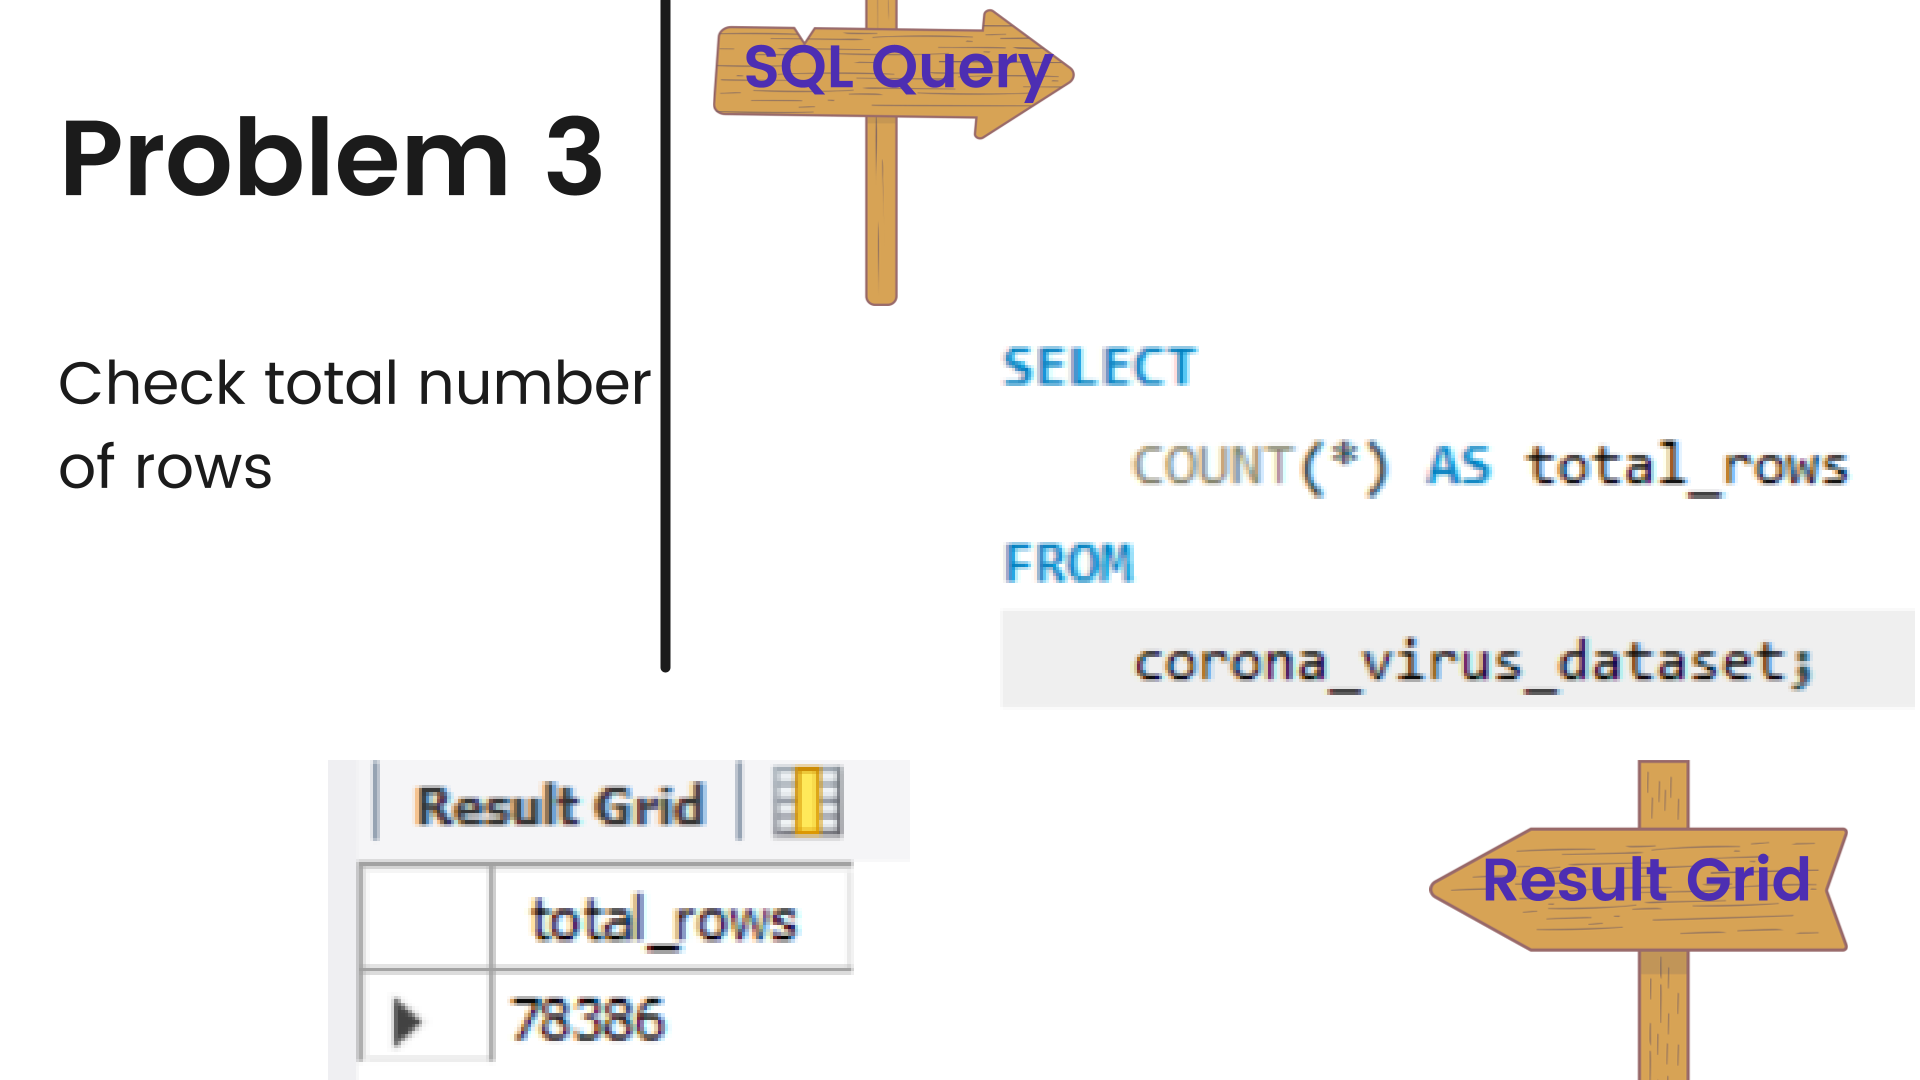 Problem 3
Check total number
of rows
SQL Query
SELECT
COUNT(*) AS total_rows
FROM
corona_virus_dataset;
Result Grid
total_rows
78386
Result Grid